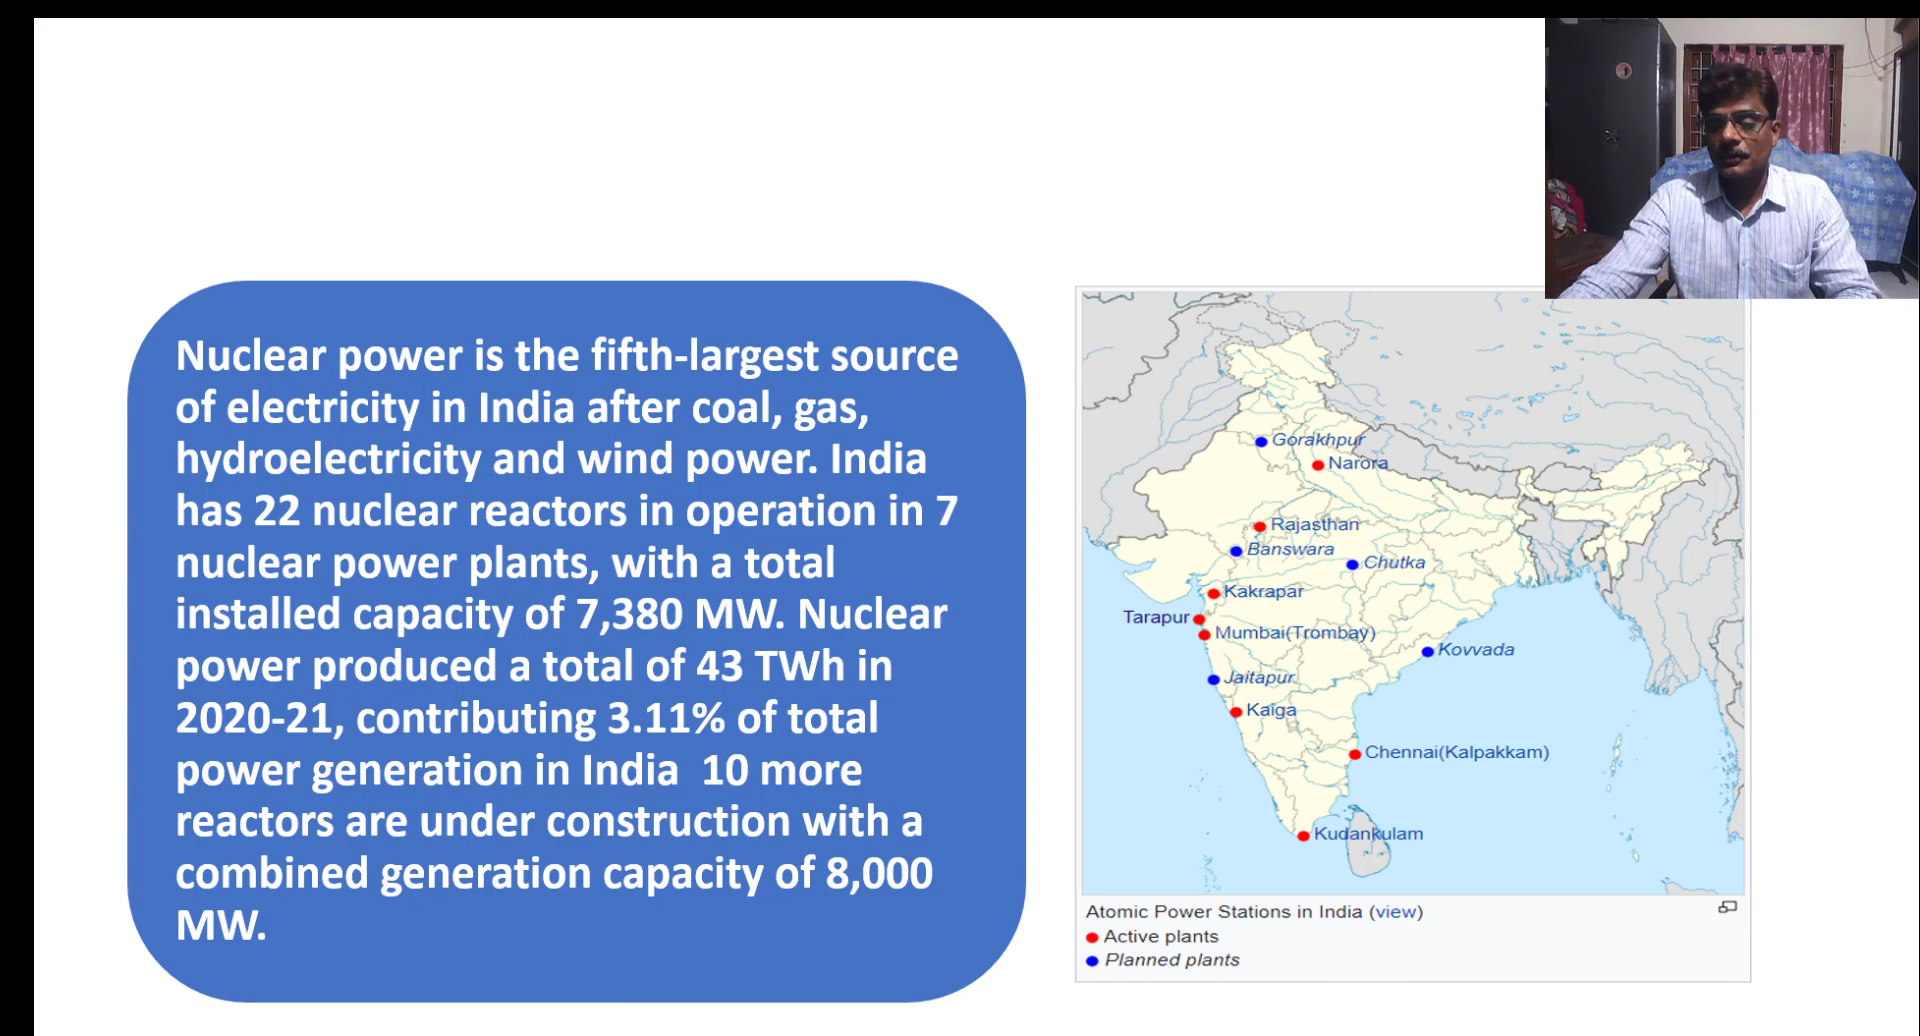 Nuclear power is the fifth-largest source
of electricity in India after coal, gas,
hydroelectricity and wind power. India
has 22 nuclear reactors in operation in 7
nuclear power plants, with a total
installed capacity of 7,380 MW. Nuclear
power produced a total of 43 TWh in
2020-21, contributing 3.11% of total
power generation in India  10 more
reactors are under construction with a
combined generation capacity of 8,000
MW.
Gorakhpur
Narora
Rajasthan
Banswara
Chutka
Kakrapar
Tarapur
Mumbai(Trombay)
Kovvada
Jaitapur
Kaiga
Chennai(Kalpakkam)
Kudankulam
Atomic Power Stations in India (view)
Active plants
Planned plants